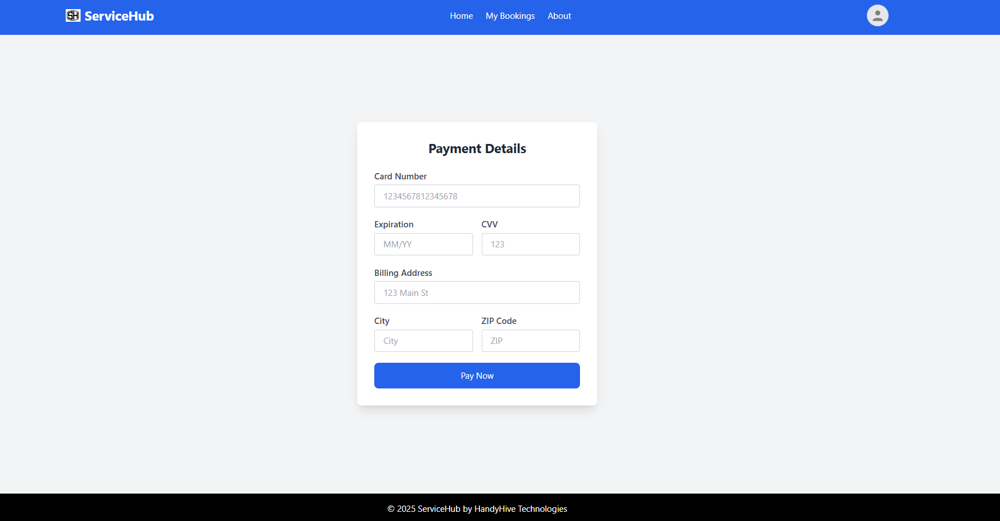 SH ServiceHub
Home My Bookings About
Payment Details
Card Number
1234567812345678
Expiration CVV
MM/YY 123
Billing Address
123 Main St
City ZIP Code
City ZIP
Pay Now
© 2025 ServiceHub by HandyHive Technologies